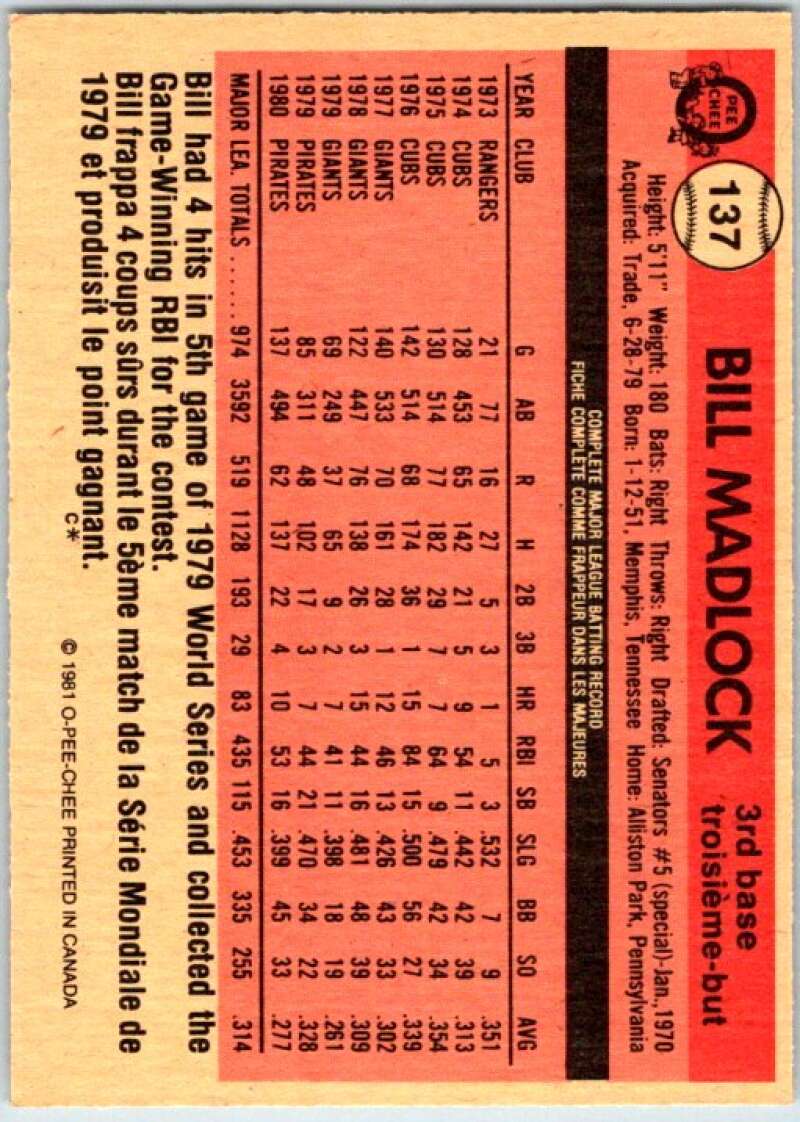 O
PEE
CHEE
137
BILL MADLOCK
3rd base
troisième-but
Height: 5'11" Weight: 180 Bats: Right Throws: Right Drafted: Senators #5 (special)-Jan., 1970
Acquired: Trade, 6-28-79 Born: 1-12-51, Memphis, Tennessee Home: Alliston Park, Pennsylvania
COMPLETE MAJOR LEAGUE BATTING RECORD
FICHE COMPLÈTE COMME FRAPPEUR DANS LES MAJEURES
YEAR CLUB G AB R H 2B 3B HR RBI SB SLG BB SO AVG
1973 RANGERS 21 77 16 27 5 3 1 5 3 .532 7 9 .351
1974 CUBS 128 453 65 142 21 5 9 54 11 .442 42 39 .313
1975 CUBS 130 514 77 182 29 7 7 64 9 .479 42 34 .354
1976 CUBS 142 514 68 174 36 1 15 84 15 .500 56 27 .339
1977 GIANTS 140 533 70 161 28 1 12 46 13 .426 43 33 .302
1978 GIANTS 122 447 76 138 26 3 15 44 16 .481 48 39 .309
1979 GIANTS 69 249 37 65 9 2 7 41 11 .398 18 19 .261
1979 PIRATES 85 311 48 102 17 3 7 44 21 .470 34 22 .328
1980 PIRATES 137 494 62 137 22 4 10 53 16 .399 45 33 .277
MAJOR LEA. TOTALS ...... 974 3592 519 1128 193 29 83 435 115 .453 335 255 .314
Bill had 4 hits in 5th game of 1979 World Series and collected the
Game-Winning RBI for the contest.
Bill frappa 4 coups sûrs durant le 5ème match de la Série Mondiale de
1979 et produisit le point gagnant.
C*
© 1981 O-PEE-CHEE PRINTED IN CANADA